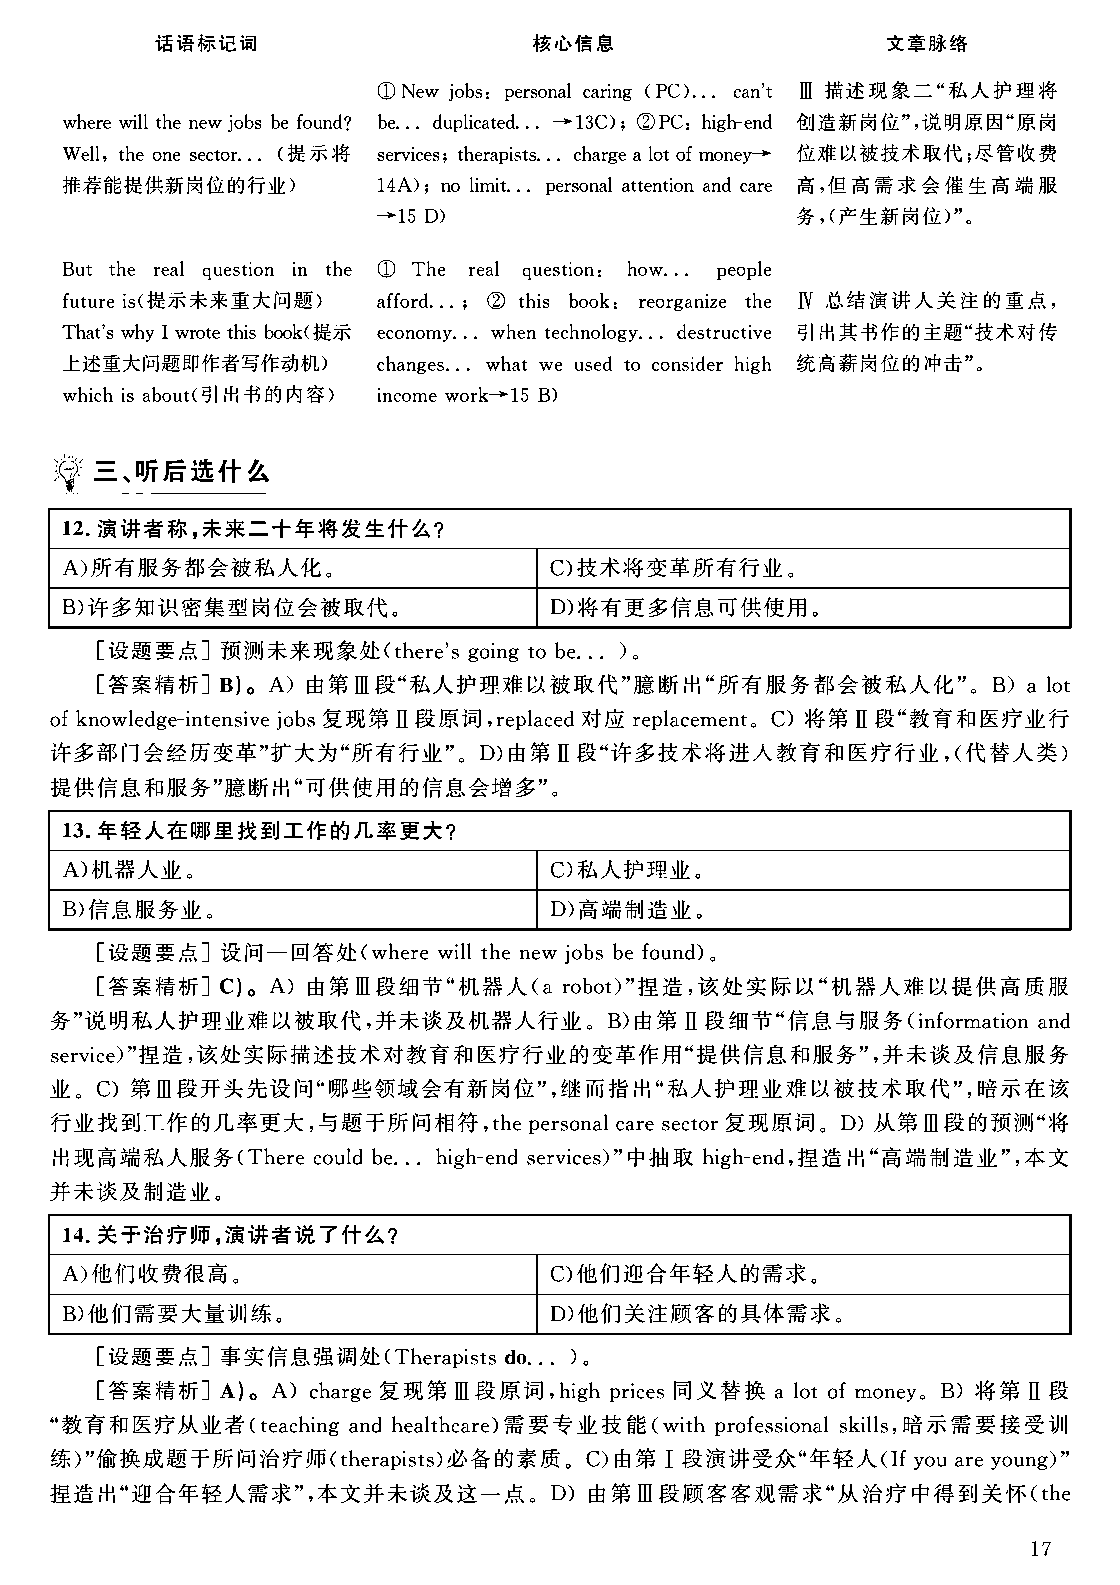 话语标记词 核心信息 文章脉络
where will the new jobs be found?
Well, the one sector... (提示将
推荐能提供新岗位的行业)
① New jobs: personal caring (PC)... can't
be... duplicated... →13C); ②PC: high-end
services; therapists... charge a lot of money→
14A); no limit... personal attention and care
→15 D)
Ⅲ 描述现象二“私人护理将
创造新岗位”,说明原因“原岗
位难以被技术取代;尽管收费
高,但高需求会催生高端服
务,(产生新岗位)”。
But the real question in the
future is(提示未来重大问题)
That's why I wrote this book(提示
上述重大问题即作者写作动机)
which is about(引出书的内容)
① The real question: how... people
afford...; ② this book: reorganize the
economy... when technology... destructive
changes... what we used to consider high
income work→15 B)
Ⅳ 总结演讲人关注的重点,
引出其书作的主题“技术对传
统高薪岗位的冲击”。
三、听后选什么
12. 演讲者称,未来二十年将发生什么?
A)所有服务都会被私人化。 C)技术将变革所有行业。
B)许多知识密集型岗位会被取代。 D)将有更多信息可供使用。
[设题要点] 预测未来现象处(there's going to be... )。
[答案精析] B)。A) 由第Ⅲ段“私人护理难以被取代”臆断出“所有服务都会被私人化”。B) a lot
of knowledge-intensive jobs 复现第Ⅱ段原词,replaced 对应 replacement。C) 将第Ⅱ段“教育和医疗业行
许多部门会经历变革”扩大为“所有行业”。D)由第Ⅱ段“许多技术将进入教育和医疗行业,(代替人类)
提供信息和服务”臆断出“可供使用的信息会增多”。
13. 年轻人在哪里找到工作的几率更大?
A)机器人业。 C)私人护理业。
B)信息服务业。 D)高端制造业。
[设题要点] 设问—回答处(where will the new jobs be found)。
[答案精析] C)。A) 由第Ⅲ段细节“机器人(a robot)”捏造,该处实际以“机器人难以提供高质服
务”说明私人护理业难以被取代,并未谈及机器人行业。B)由第Ⅱ段细节“信息与服务(information and
service)”捏造,该处实际描述技术对教育和医疗行业的变革作用“提供信息和服务”,并未谈及信息服务
业。C) 第Ⅲ段开头先设问“哪些领域会有新岗位”,继而指出“私人护理业难以被技术取代”,暗示在该
行业找到工作的几率更大,与题干所问相符,the personal care sector 复现原词。D) 从第Ⅲ段的预测“将
出现高端私人服务(There could be... high-end services)”中抽取 high-end,捏造出“高端制造业”,本文
并未谈及制造业。
14. 关于治疗师,演讲者说了什么?
A)他们收费很高。 C)他们迎合年轻人的需求。
B)他们需要大量训练。 D)他们关注顾客的具体需求。
[设题要点] 事实信息强调处(Therapists do... )。
[答案精析] A)。A) charge 复现第Ⅲ段原词,high prices 同义替换 a lot of money。B) 将第Ⅱ段
“教育和医疗从业者(teaching and healthcare)需要专业技能(with professional skills,暗示需要接受训
练)”偷换成题干所问治疗师(therapists)必备的素质。C)由第Ⅰ段演讲受众“年轻人(If you are young)”
捏造出“迎合年轻人需求”,本文并未谈及这一点。D) 由第Ⅲ段顾客客观需求“从治疗中得到关怀(the
17